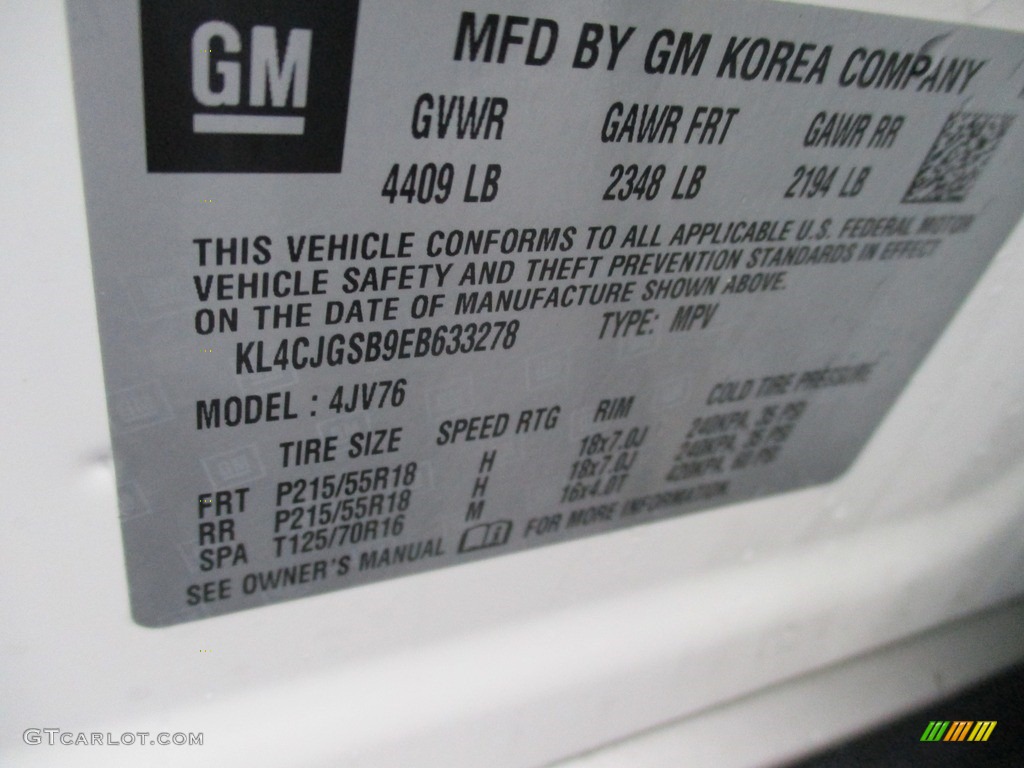 GM
MFD BY GM KOREA COMPANY
GVWR GAWR FRT GAWR RR
4409 LB 2348 LB 2194 LB
THIS VEHICLE CONFORMS TO ALL APPLICABLE U.S. FEDERAL MOTOR
VEHICLE SAFETY AND THEFT PREVENTION STANDARDS IN EFFECT
ON THE DATE OF MANUFACTURE SHOWN ABOVE.
KL4CJGSB9EB633278 TYPE: MPV
MODEL : 4JV76
TIRE SIZE SPEED RTG RIM COLD TIRE PRESSURE
FRT P215/55R18 H 18x7.0J 240KPA, 35 PSI
RR P215/55R18 H 18x7.0J 240KPA, 35 PSI
SPA T125/70R16 M 16x4.0T 420KPA, 60 PSI
SEE OWNER'S MANUAL FOR MORE INFORMATION.
GTCARLOT.COM